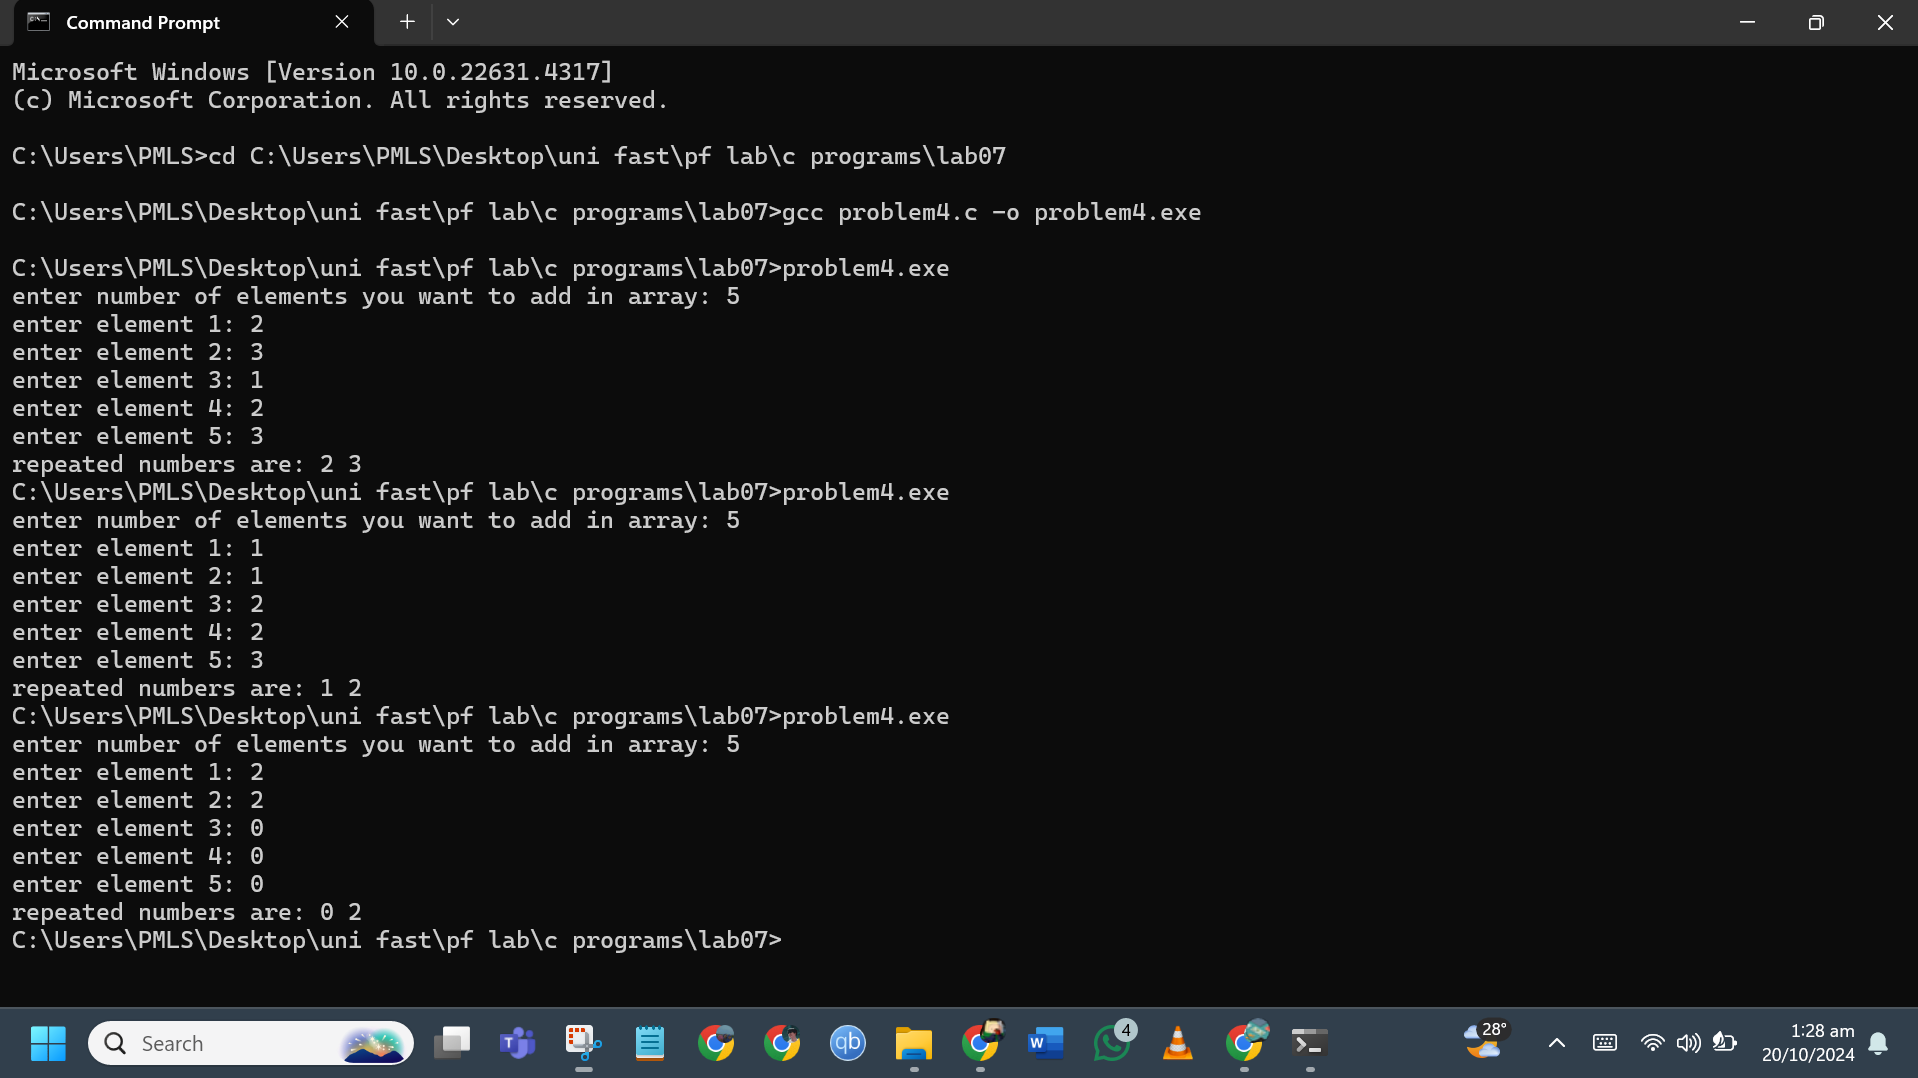 Command Prompt
Microsoft Windows [Version 10.0.22631.4317]
(c) Microsoft Corporation. All rights reserved.
C:\Users\PMLS>cd C:\Users\PMLS\Desktop\uni fast\pf lab\c programs\lab07
C:\Users\PMLS\Desktop\uni fast\pf lab\c programs\lab07>gcc problem4.c -o problem4.exe
C:\Users\PMLS\Desktop\uni fast\pf lab\c programs\lab07>problem4.exe
enter number of elements you want to add in array: 5
enter element 1: 2
enter element 2: 3
enter element 3: 1
enter element 4: 2
enter element 5: 3
repeated numbers are: 2 3
C:\Users\PMLS\Desktop\uni fast\pf lab\c programs\lab07>problem4.exe
enter number of elements you want to add in array: 5
enter element 1: 1
enter element 2: 1
enter element 3: 2
enter element 4: 2
enter element 5: 3
repeated numbers are: 1 2
C:\Users\PMLS\Desktop\uni fast\pf lab\c programs\lab07>problem4.exe
enter number of elements you want to add in array: 5
enter element 1: 2
enter element 2: 2
enter element 3: 0
enter element 4: 0
enter element 5: 0
repeated numbers are: 0 2
C:\Users\PMLS\Desktop\uni fast\pf lab\c programs\lab07>
Search
T
qb
W
4
28°
1:28 am
20/10/2024